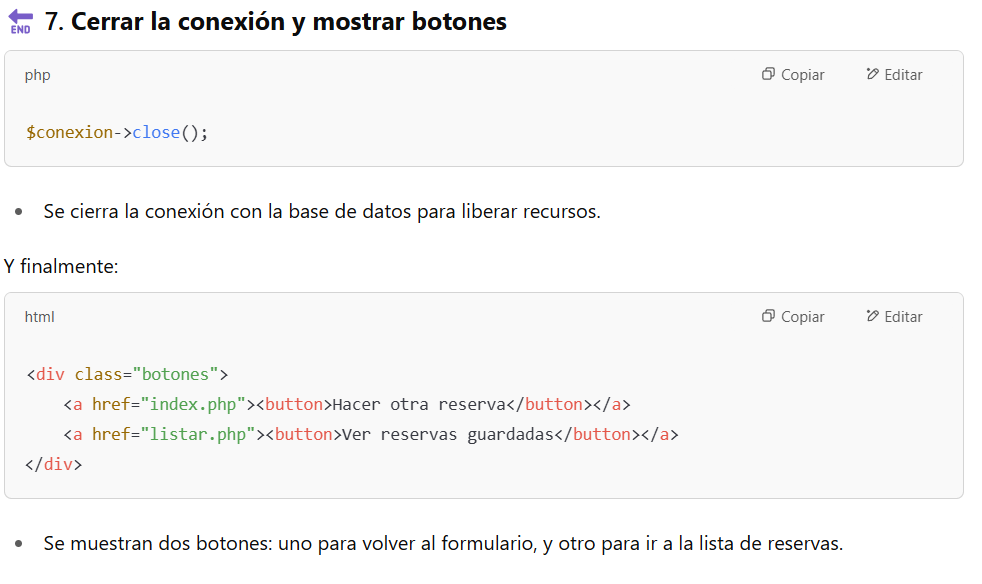 END 7. Cerrar la conexión y mostrar botones
php Copiar Editar
$conexion->close();
Se cierra la conexión con la base de datos para liberar recursos.
Y finalmente:
html Copiar Editar
<div class="botones">
    <a href="index.php"><button>Hacer otra reserva</button></a>
    <a href="listar.php"><button>Ver reservas guardadas</button></a>
</div>
Se muestran dos botones: uno para volver al formulario, y otro para ir a la lista de reservas.